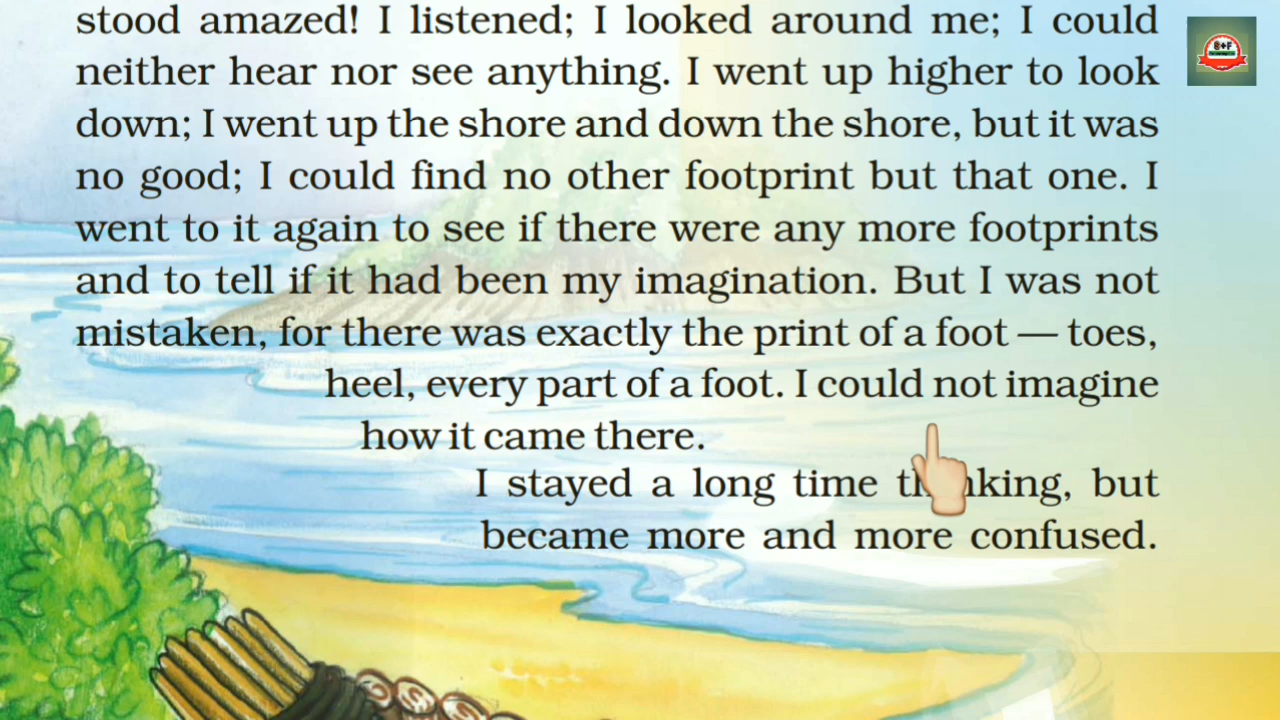 stood amazed! I listened; I looked around me; I could
neither hear nor see anything. I went up higher to look
down; I went up the shore and down the shore, but it was
no good; I could find no other footprint but that one. I
went to it again to see if there were any more footprints
and to tell if it had been my imagination. But I was not
mistaken, for there was exactly the print of a foot — toes,
heel, every part of a foot. I could not imagine
how it came there.
I stayed a long time thinking, but
became more and more confused.